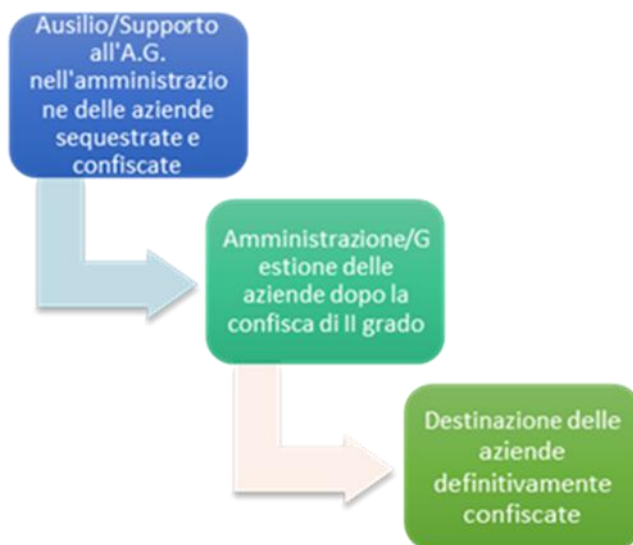 Ausilio/Supporto
all'A.G.
nell'amministrazio
ne delle aziende
sequestrate e
confiscate
Amministrazione/G
estione delle
aziende dopo la
confisca di II grado
Destinazione delle
aziende
definitivamente
confiscate